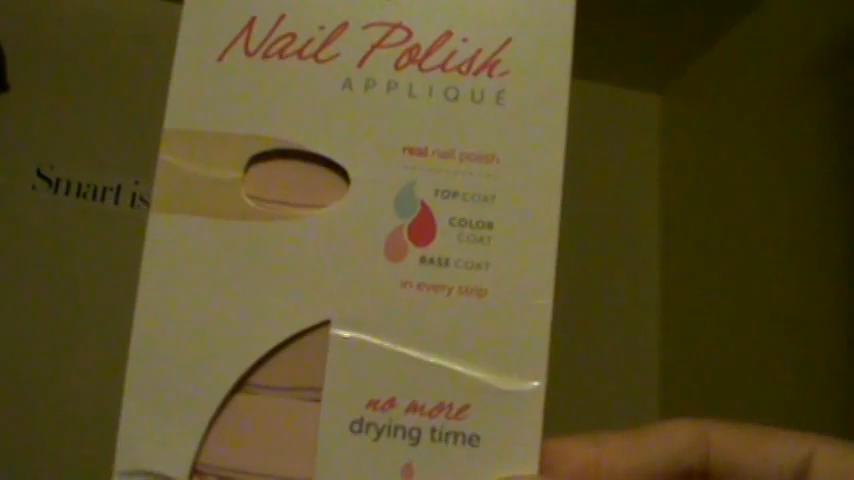 Nail Polish
APPLIQUÉ
real nail polish
TOP COAT
COLOR
COAT
BASE COAT
in every strip
no more
drying time
Smart is